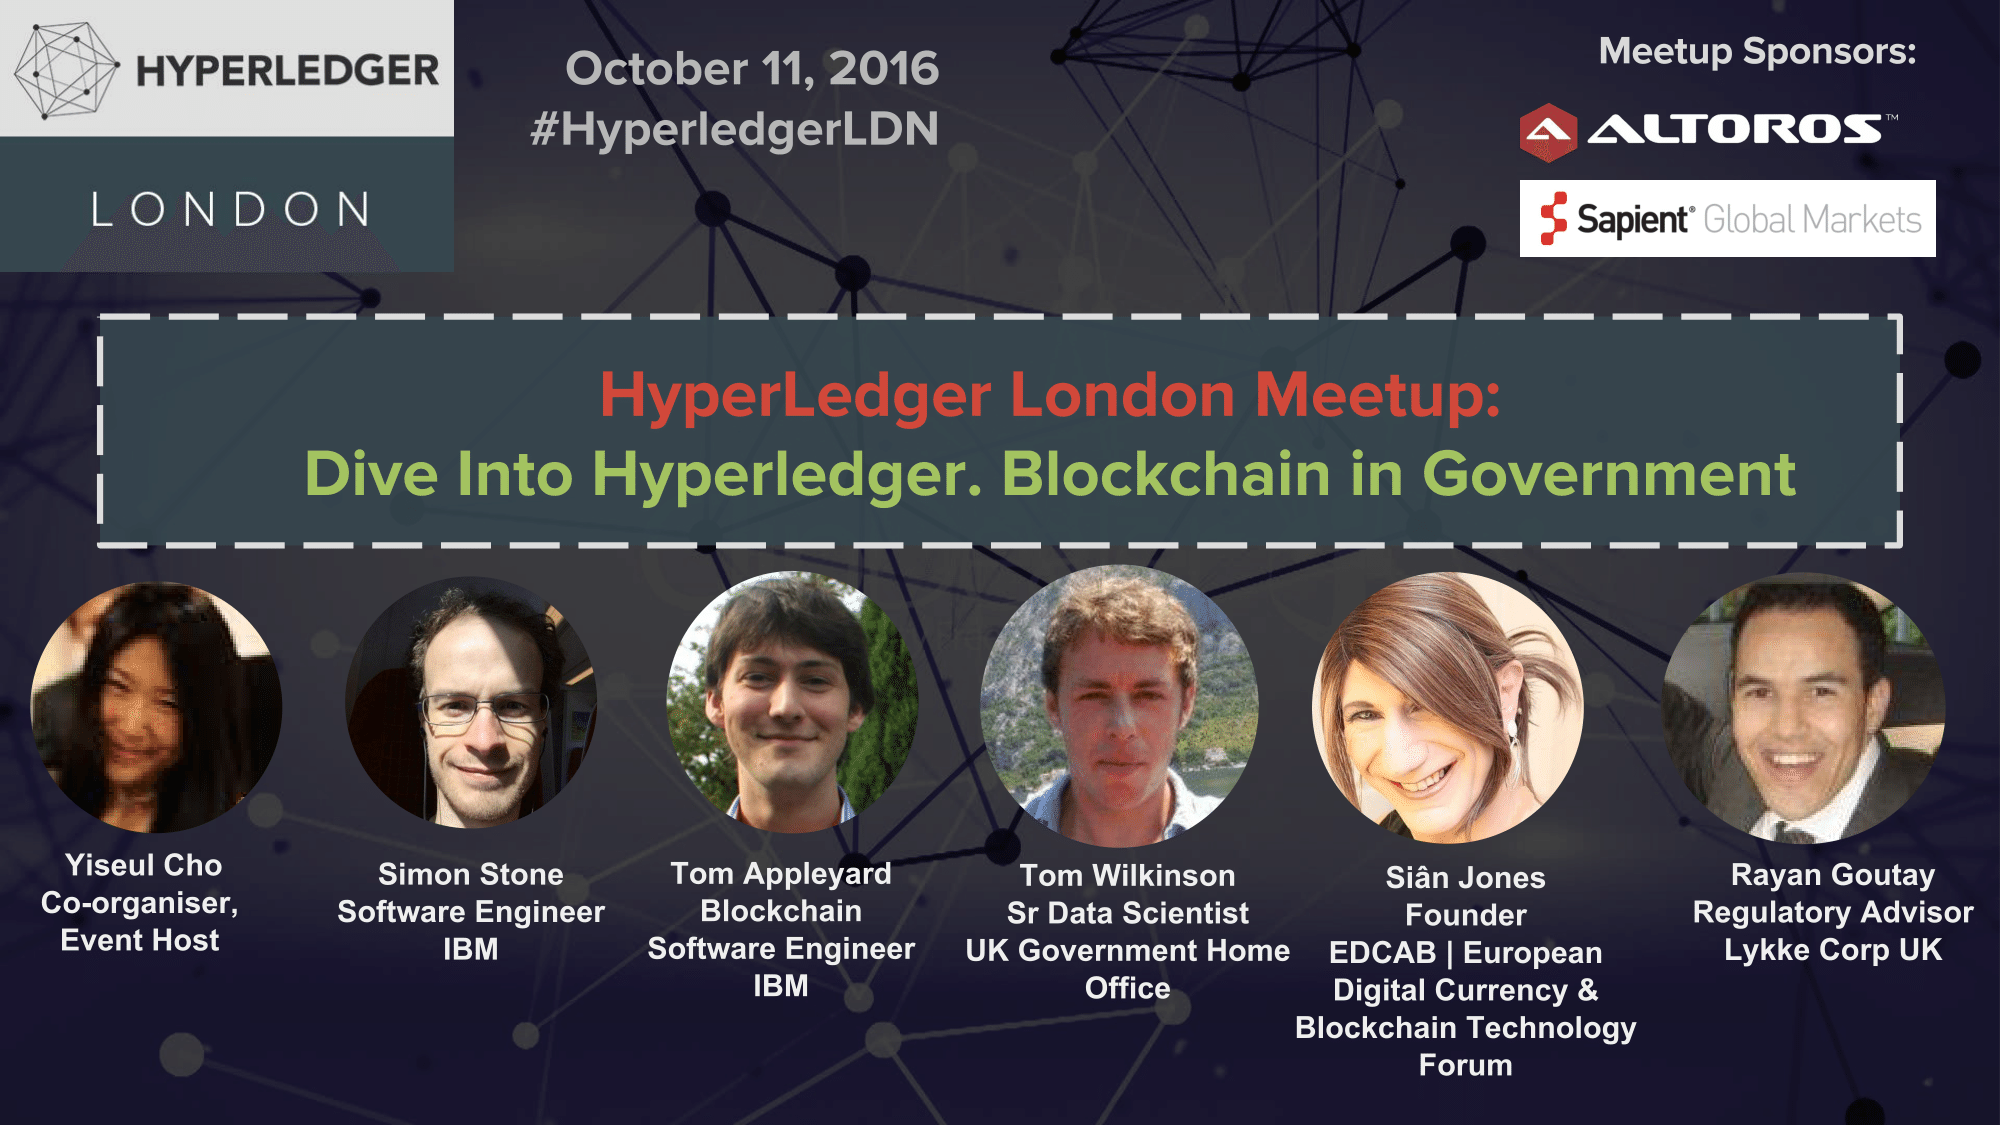 HYPERLEDGER
LONDON
October 11, 2016
#HyperledgerLDN
Meetup Sponsors:
ALTOROS™
Sapient® Global Markets
HyperLedger London Meetup:
Dive Into Hyperledger. Blockchain in Government
Yiseul Cho
Co-organiser,
Event Host
Simon Stone
Software Engineer
IBM
Tom Appleyard
Blockchain
Software Engineer
IBM
Tom Wilkinson
Sr Data Scientist
UK Government Home
Office
Siân Jones
Founder
EDCAB | European
Digital Currency &
Blockchain Technology
Forum
Rayan Goutay
Regulatory Advisor
Lykke Corp UK